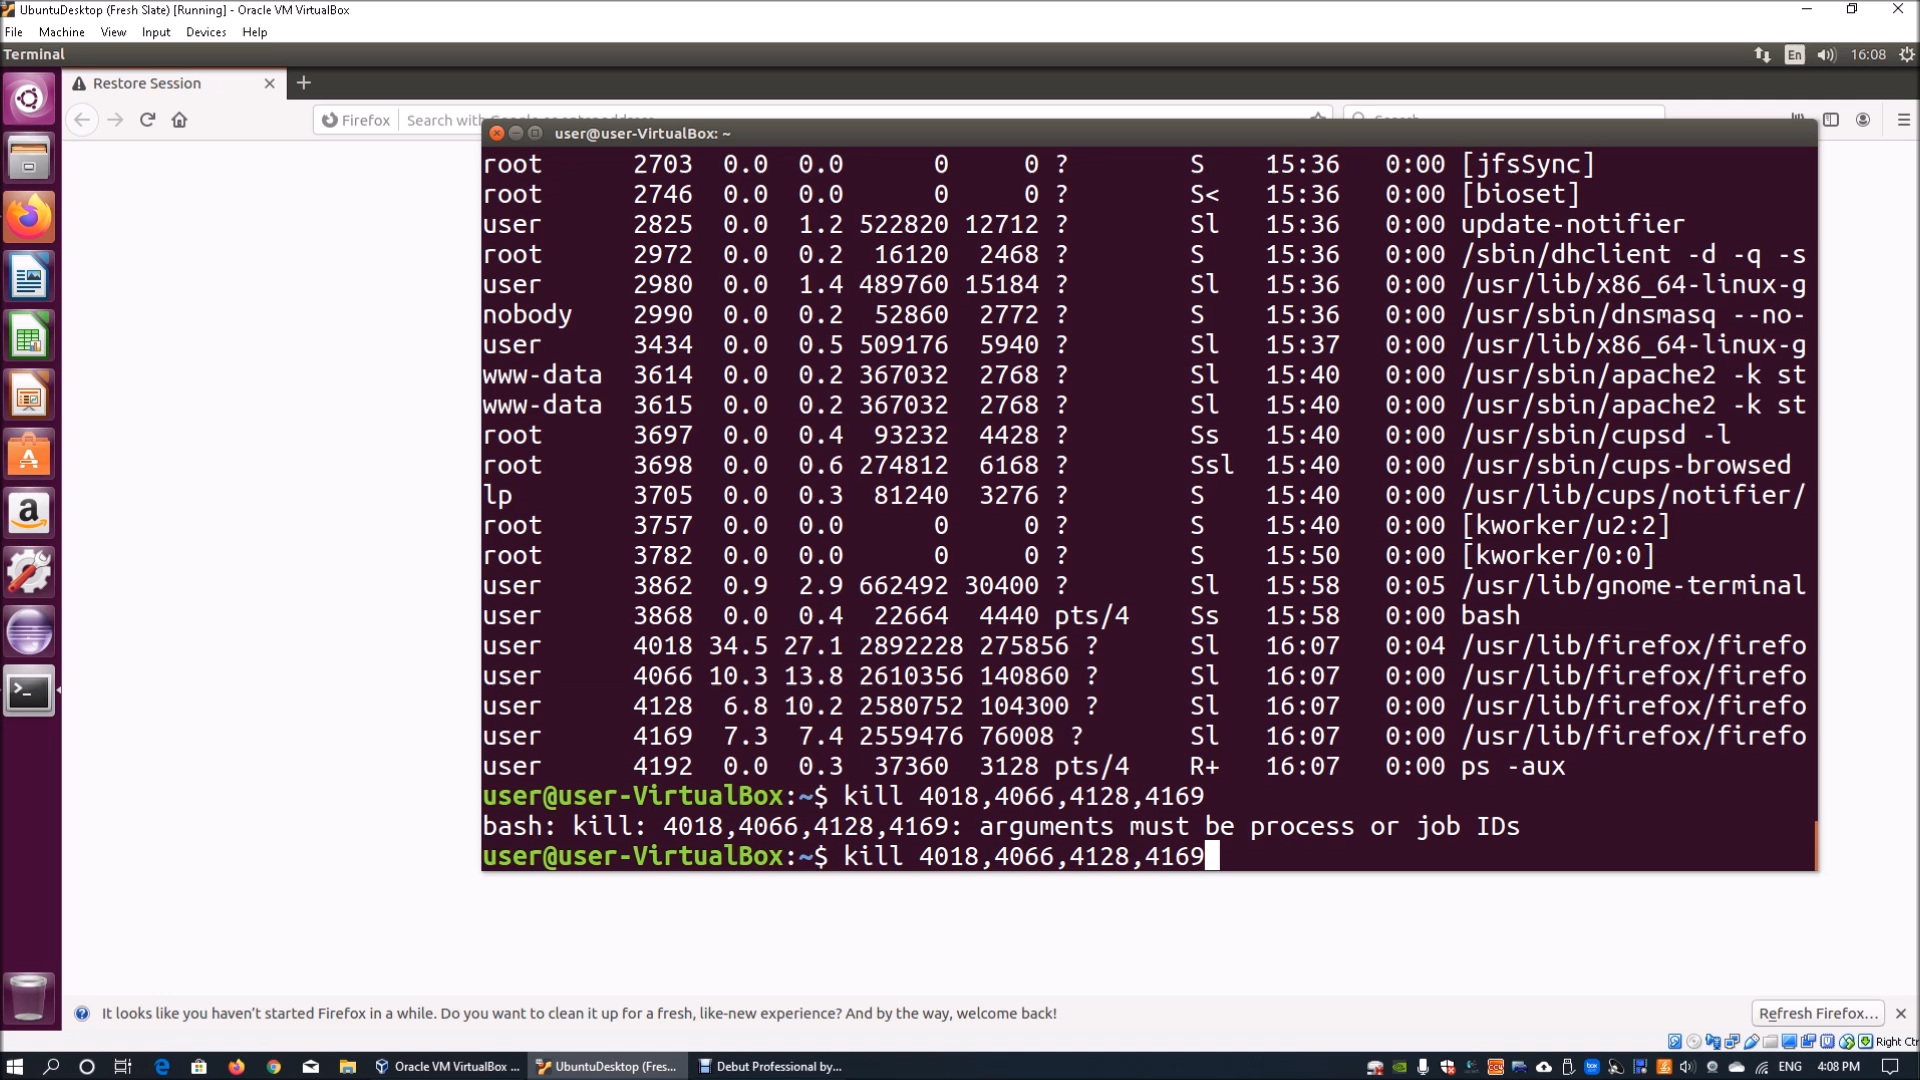 UbuntuDesktop (Fresh Slate) [Running] - Oracle VM VirtualBox
File Machine View Input Devices Help
Terminal En 16:08
Restore Session
Firefox Search with
user@user-VirtualBox: ~
root 2703 0.0 0.0 0 0 ? S 15:36 0:00 [jfsSync]
root 2746 0.0 0.0 0 0 ? S< 15:36 0:00 [bioset]
user 2825 0.0 1.2 522820 12712 ? Sl 15:36 0:00 update-notifier
root 2972 0.0 0.2 16120 2468 ? S 15:36 0:00 /sbin/dhclient -d -q -s
user 2980 0.0 1.4 489760 15184 ? Sl 15:36 0:00 /usr/lib/x86_64-linux-g
nobody 2990 0.0 0.2 52860 2772 ? S 15:36 0:00 /usr/sbin/dnsmasq --no-
user 3434 0.0 0.5 509176 5940 ? Sl 15:37 0:00 /usr/lib/x86_64-linux-g
www-data 3614 0.0 0.2 367032 2768 ? Sl 15:40 0:00 /usr/sbin/apache2 -k st
www-data 3615 0.0 0.2 367032 2768 ? Sl 15:40 0:00 /usr/sbin/apache2 -k st
root 3697 0.0 0.4 93232 4428 ? Ss 15:40 0:00 /usr/sbin/cupsd -l
root 3698 0.0 0.6 274812 6168 ? Ssl 15:40 0:00 /usr/sbin/cups-browsed
lp 3705 0.0 0.3 81240 3276 ? S 15:40 0:00 /usr/lib/cups/notifier/
root 3757 0.0 0.0 0 0 ? S 15:40 0:00 [kworker/u2:2]
root 3782 0.0 0.0 0 0 ? S 15:50 0:00 [kworker/0:0]
user 3862 0.9 2.9 662492 30400 ? Sl 15:58 0:05 /usr/lib/gnome-terminal
user 3868 0.0 0.4 22664 4440 pts/4 Ss 15:58 0:00 bash
user 4018 34.5 27.1 2892228 275856 ? Sl 16:07 0:04 /usr/lib/firefox/firefo
user 4066 10.3 13.8 2610356 140860 ? Sl 16:07 0:00 /usr/lib/firefox/firefo
user 4128 6.8 10.2 2580752 104300 ? Sl 16:07 0:00 /usr/lib/firefox/firefo
user 4169 7.3 7.4 2559476 76008 ? Sl 16:07 0:00 /usr/lib/firefox/firefo
user 4192 0.0 0.3 37360 3128 pts/4 R+ 16:07 0:00 ps -aux
user@user-VirtualBox:~$ kill 4018,4066,4128,4169
bash: kill: 4018,4066,4128,4169: arguments must be process or job IDs
user@user-VirtualBox:~$ kill 4018,4066,4128,4169
It looks like you haven't started Firefox in a while. Do you want to clean it up for a fresh, like-new experience? And by the way, welcome back! Refresh Firefox...
Right Ctr
Oracle VM VirtualBox ... UbuntuDesktop (Fres... Debut Professional by... ENG 4:08 PM